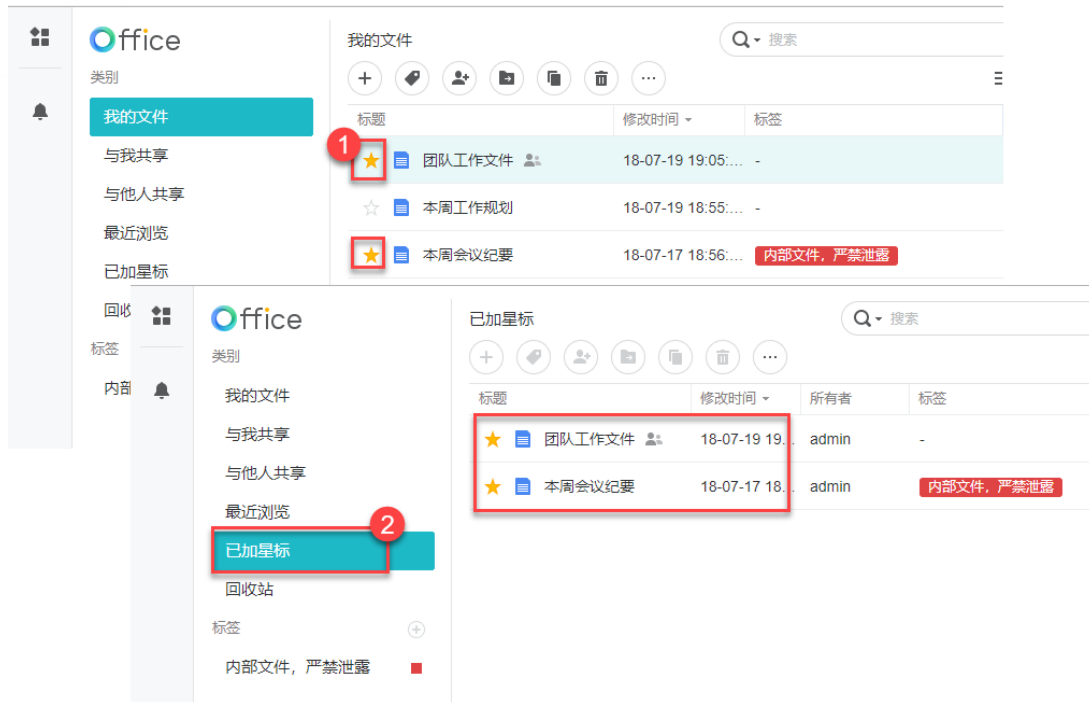 Office
类别
我的文件
与我共享
与他人共享
最近浏览
已加星标
标签
我的文件
搜索
标题 修改时间 标签
1
团队工作文件 18-07-19 19:05:... -
本周工作规划 18-07-19 18:55:... -
本周会议纪要 18-07-17 18:56:... 内部文件，严禁泄露
Office
类别
我的文件
与我共享
与他人共享
最近浏览
2
已加星标
回收站
标签
内部文件，严禁泄露
已加星标
搜索
标题 修改时间 所有者 标签
团队工作文件 18-07-19 19... admin -
本周会议纪要 18-07-17 18... admin 内部文件，严禁泄露